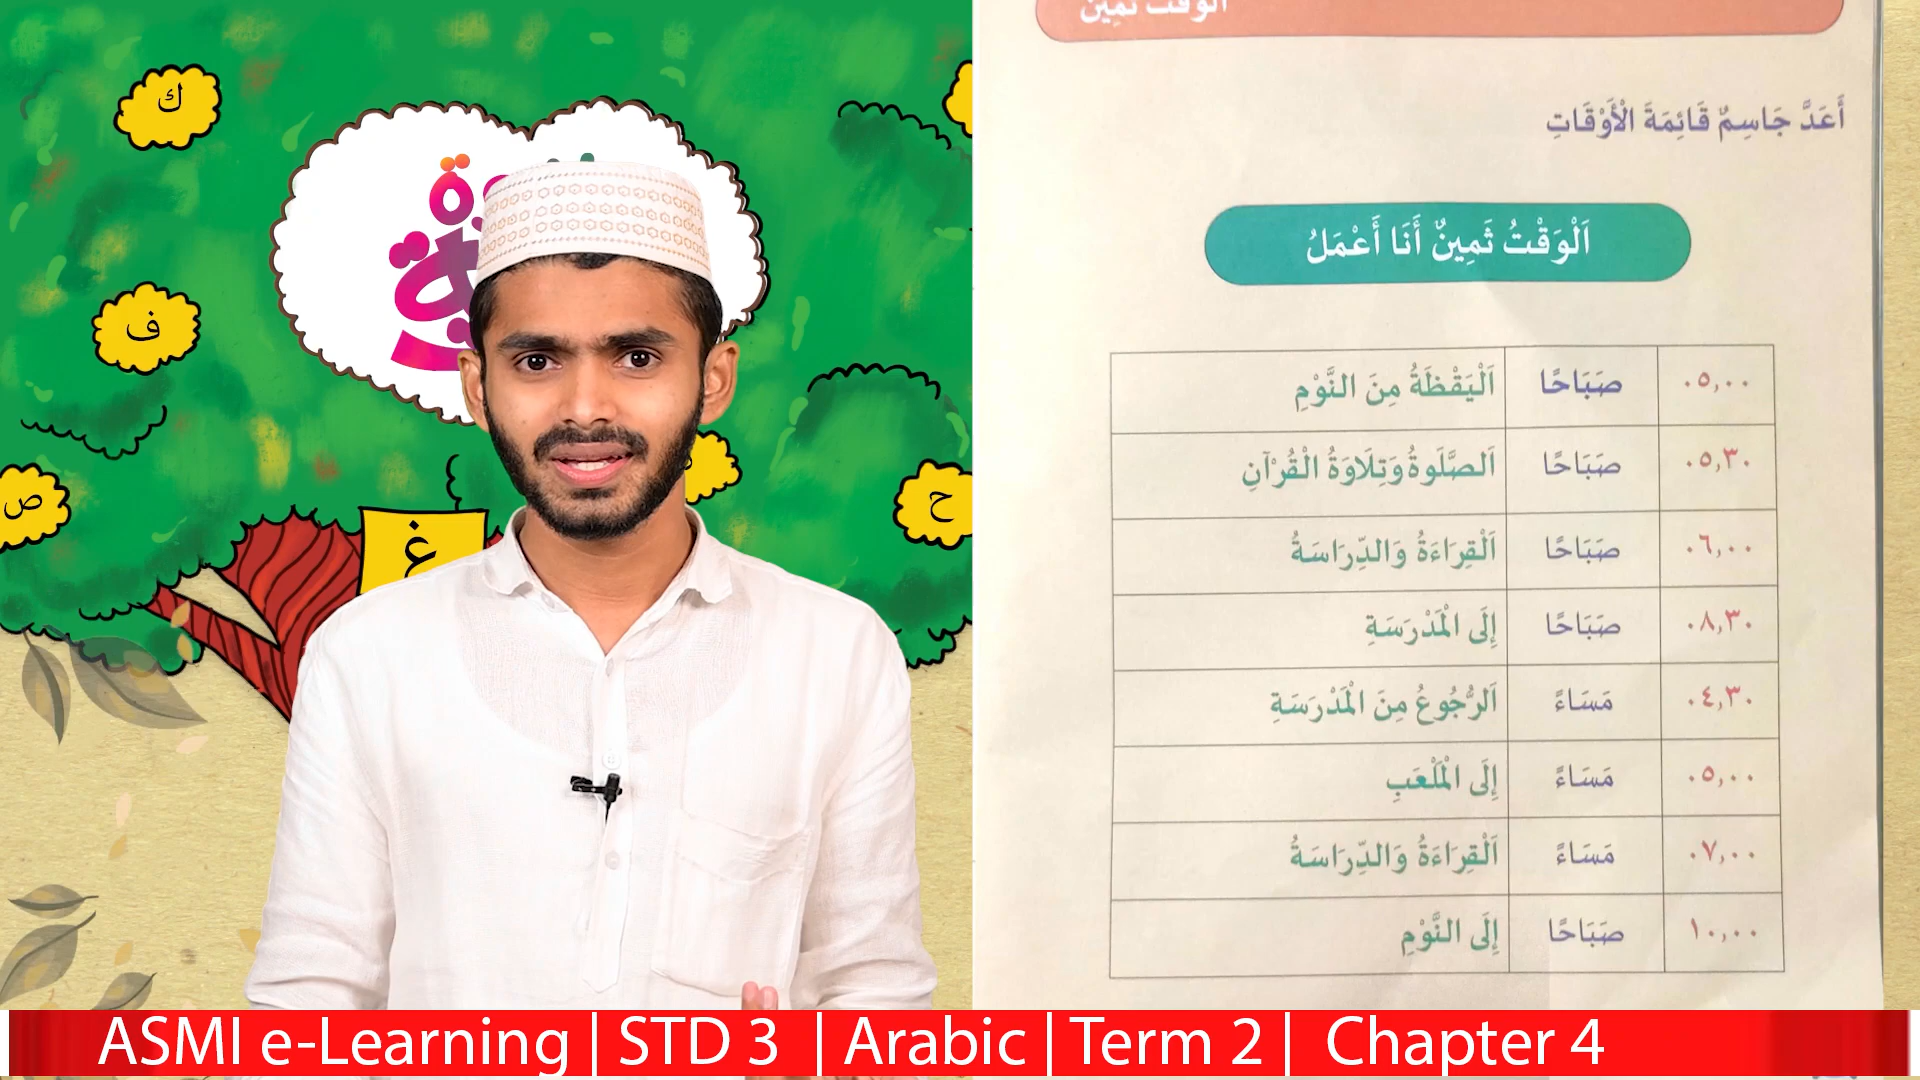 اَلْوَقْتُ ثَمِينٌ
أَعَدَّ جَاسِمٌ قَائِمَةَ الْأَوْقَاتِ
اَلْوَقْتُ ثَمِينٌ أَنَا أَعْمَلُ
٠٥,٠٠ صَبَاحًا اَلْيَقْظَةُ مِنَ النَّوْمِ
٠٥,٣٠ صَبَاحًا اَلصَّلَوةُ وَتِلَاوَةُ الْقُرْآنِ
٠٦,٠٠ صَبَاحًا اَلْقِرَاءَةُ وَالدِّرَاسَةُ
٠٨,٣٠ صَبَاحًا إِلَى الْمَدْرَسَةِ
٠٤,٣٠ مَسَاءً اَلرُّجُوعُ مِنَ الْمَدْرَسَةِ
٠٥,٠٠ مَسَاءً إِلَى الْمَلْعَبِ
٠٧,٠٠ مَسَاءً اَلْقِرَاءَةُ وَالدِّرَاسَةُ
١٠,٠٠ صَبَاحًا إِلَى النَّوْمِ
ك
ف
ص
ح
غ
ASMI e-Learning | STD 3 | Arabic | Term 2 | Chapter 4